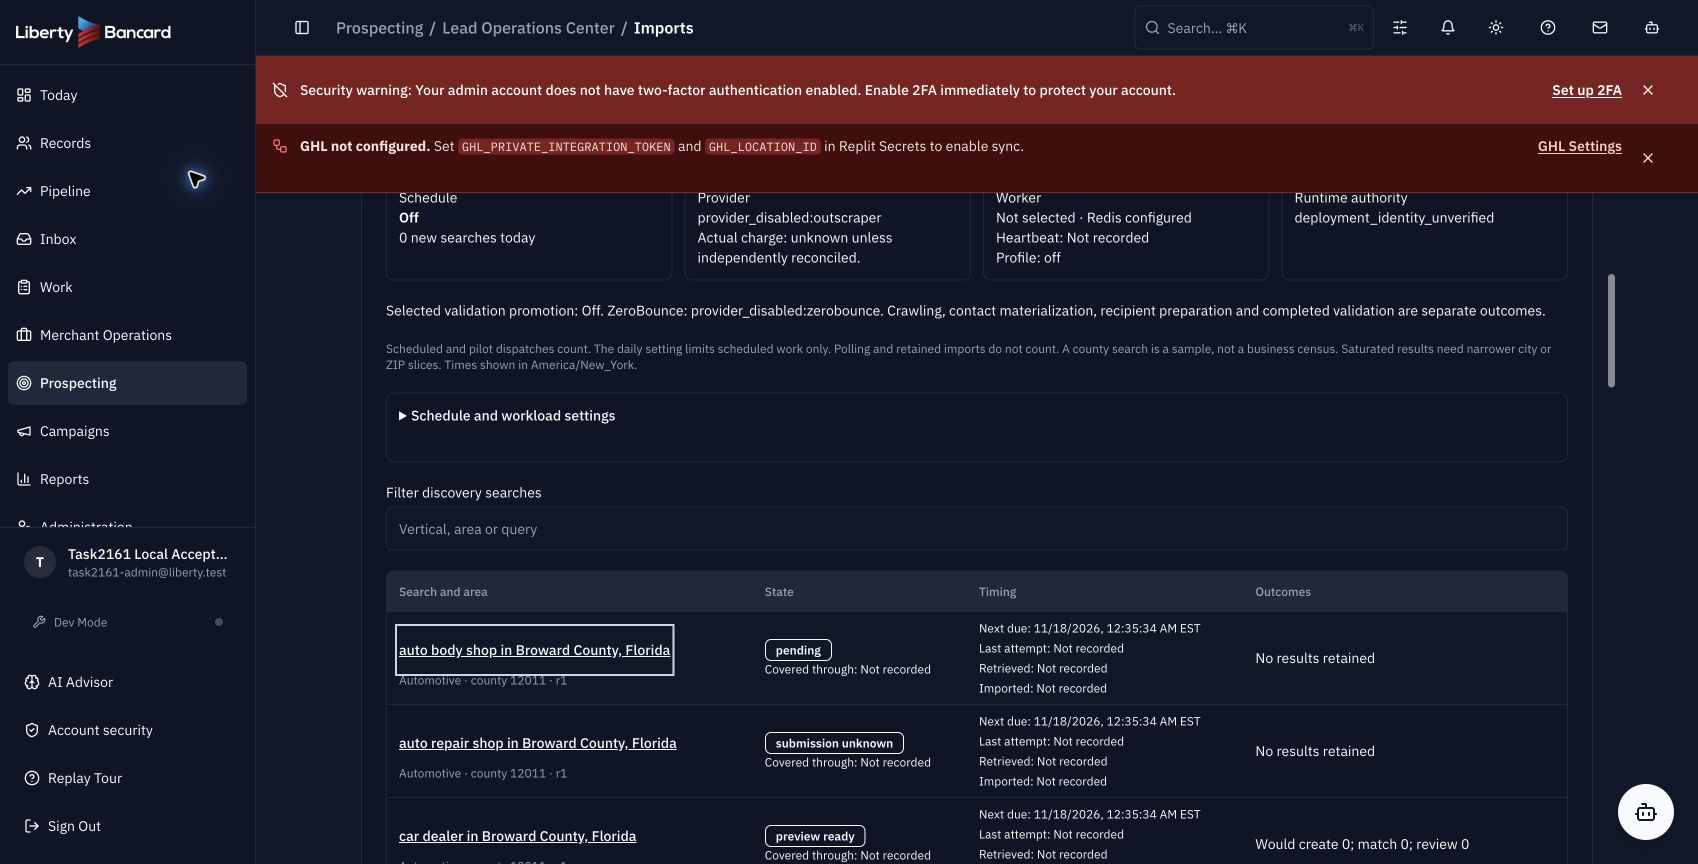 Liberty Bancard
Today
Records
Pipeline
Inbox
Work
Merchant Operations
Prospecting
Campaigns
Reports
Administration
T
Task2161 Local Accept...
task2161-admin@liberty.test
Dev Mode
AI Advisor
Account security
Replay Tour
Sign Out
Prospecting / Lead Operations Center / Imports
Search... ⌘K
⌘K
Security warning: Your admin account does not have two-factor authentication enabled. Enable 2FA immediately to protect your account.
Set up 2FA
GHL not configured. Set GHL_PRIVATE_INTEGRATION_TOKEN and GHL_LOCATION_ID in Replit Secrets to enable sync.
GHL Settings
Schedule
Off
0 new searches today
Provider
provider_disabled:outscraper
Actual charge: unknown unless
independently reconciled.
Worker
Not selected · Redis configured
Heartbeat: Not recorded
Profile: off
Runtime authority
deployment_identity_unverified
Selected validation promotion: Off. ZeroBounce: provider_disabled:zerobounce. Crawling, contact materialization, recipient preparation and completed validation are separate outcomes.
Scheduled and pilot dispatches count. The daily setting limits scheduled work only. Polling and retained imports do not count. A county search is a sample, not a business census. Saturated results need narrower city or
ZIP slices. Times shown in America/New_York.
Schedule and workload settings
Filter discovery searches
Vertical, area or query
Search and area
State
Timing
Outcomes
auto body shop in Broward County, Florida
Automotive · county 12011 · r1
pending
Covered through: Not recorded
Next due: 11/18/2026, 12:35:34 AM EST
Last attempt: Not recorded
Retrieved: Not recorded
Imported: Not recorded
No results retained
auto repair shop in Broward County, Florida
Automotive · county 12011 · r1
submission unknown
Covered through: Not recorded
Next due: 11/18/2026, 12:35:34 AM EST
Last attempt: Not recorded
Retrieved: Not recorded
Imported: Not recorded
No results retained
car dealer in Broward County, Florida
preview ready
Covered through: Not recorded
Next due: 11/18/2026, 12:35:34 AM EST
Last attempt: Not recorded
Retrieved: Not recorded
Would create 0; match 0; review 0